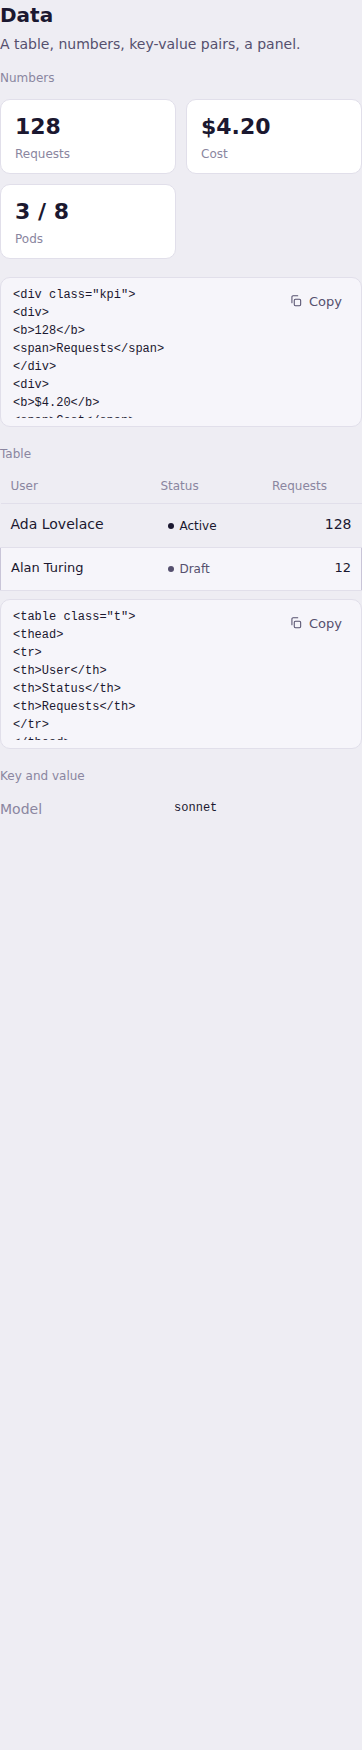 Data
A table, numbers, key-value pairs, a panel.
Numbers
128
Requests
$4.20
Cost
3 / 8
Pods
<div class="kpi">
<div>
<b>128</b>
<span>Requests</span>
</div>
<div>
<b>$4.20</b>
Copy
Table
User Status Requests
Ada Lovelace Active 128
Alan Turing Draft 12
<table class="t">
<thead>
<tr>
<th>User</th>
<th>Status</th>
<th>Requests</th>
</tr>
Copy
Key and value
Model sonnet